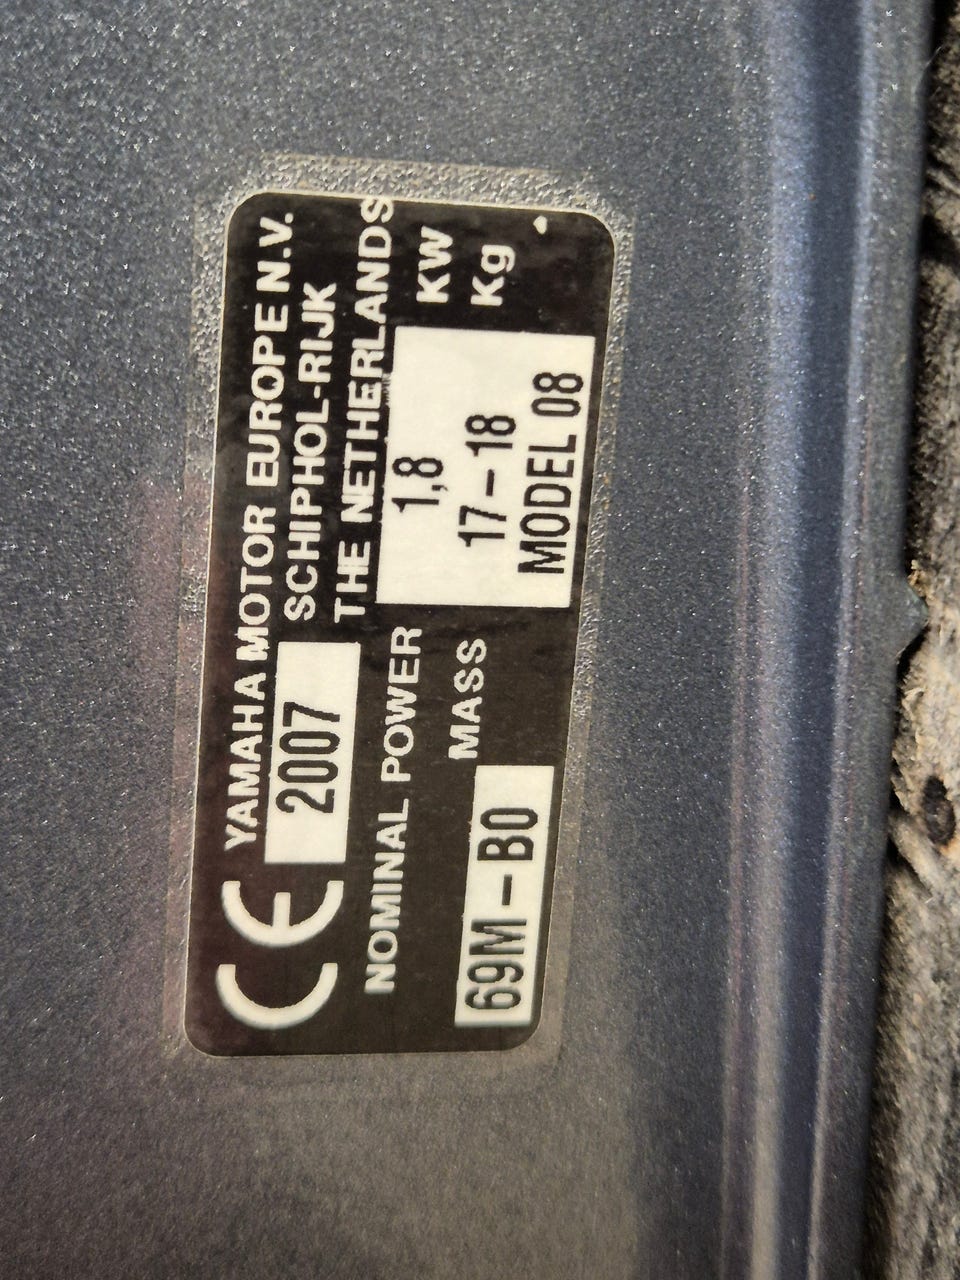 CE YAMAHA MOTOR EUROPE N.V.
2007 SCHIPHOL-RIJK
THE NETHERLANDS
NOMINAL POWER 1,8 KW
MASS 17-18 Kg
69M-B0 MODEL 08